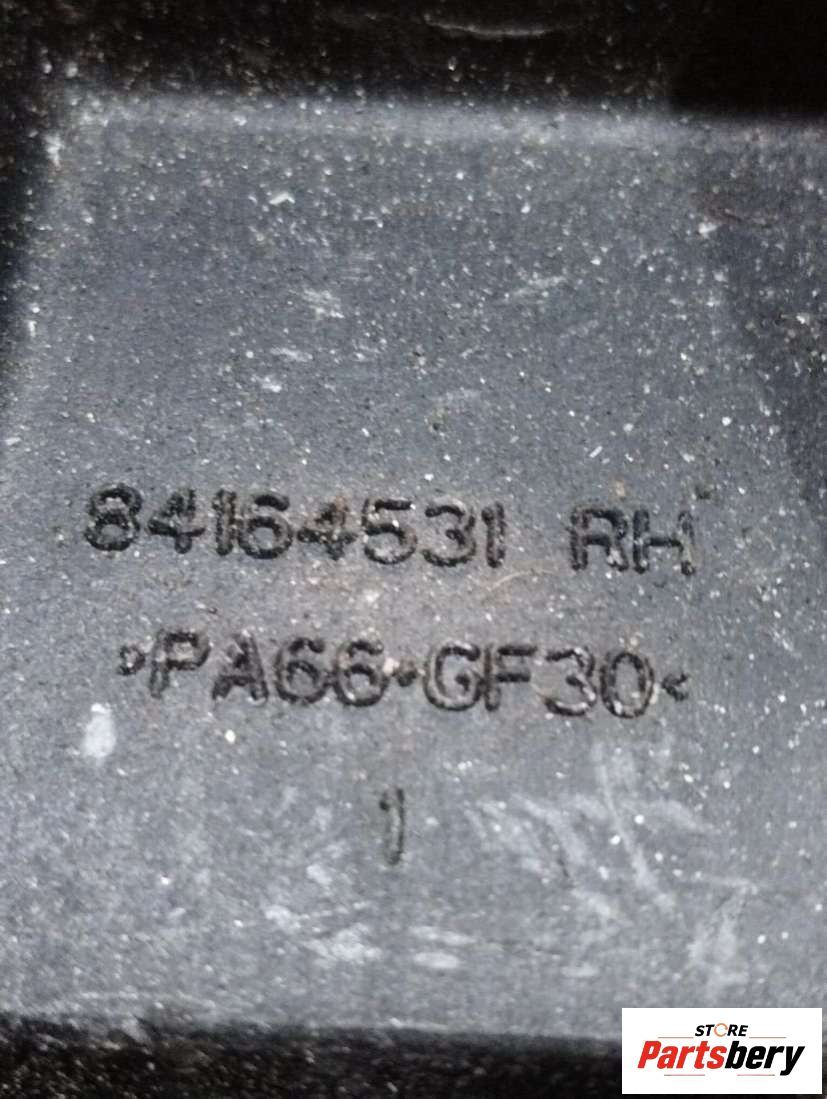 84164531 RH
>PA66-GF30<
1
STORE
Partsbery